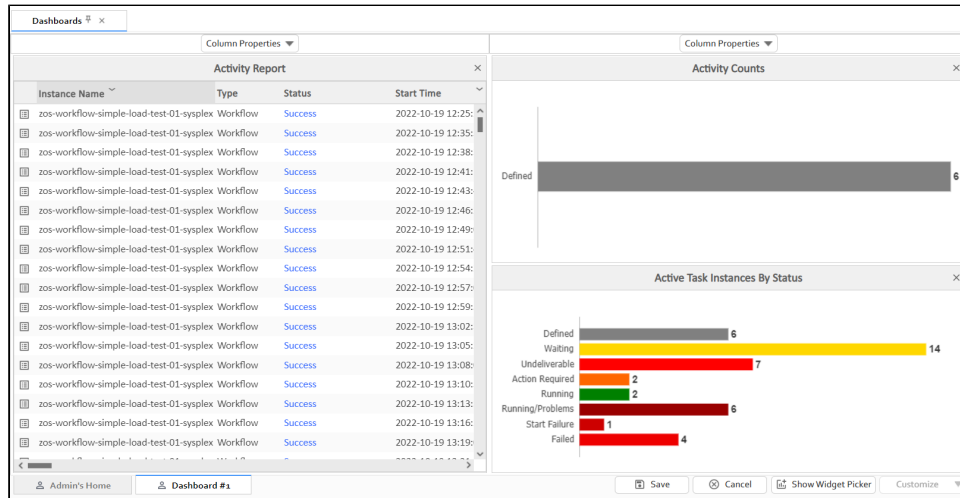 Dashboards
Column Properties
Column Properties
Activity Report
Instance Name Type Status Start Time
zos-workflow-simple-load-test-01-sysplex Workflow Success 2022-10-19 12:25:
zos-workflow-simple-load-test-01-sysplex Workflow Success 2022-10-19 12:35:
zos-workflow-simple-load-test-01-sysplex Workflow Success 2022-10-19 12:38:
zos-workflow-simple-load-test-01-sysplex Workflow Success 2022-10-19 12:41:
zos-workflow-simple-load-test-01-sysplex Workflow Success 2022-10-19 12:43:
zos-workflow-simple-load-test-01-sysplex Workflow Success 2022-10-19 12:46:
zos-workflow-simple-load-test-01-sysplex Workflow Success 2022-10-19 12:49:
zos-workflow-simple-load-test-01-sysplex Workflow Success 2022-10-19 12:51:
zos-workflow-simple-load-test-01-sysplex Workflow Success 2022-10-19 12:54:
zos-workflow-simple-load-test-01-sysplex Workflow Success 2022-10-19 12:57:
zos-workflow-simple-load-test-01-sysplex Workflow Success 2022-10-19 12:59:
zos-workflow-simple-load-test-01-sysplex Workflow Success 2022-10-19 13:02:
zos-workflow-simple-load-test-01-sysplex Workflow Success 2022-10-19 13:05:
zos-workflow-simple-load-test-01-sysplex Workflow Success 2022-10-19 13:08:
zos-workflow-simple-load-test-01-sysplex Workflow Success 2022-10-19 13:10:
zos-workflow-simple-load-test-01-sysplex Workflow Success 2022-10-19 13:13:
zos-workflow-simple-load-test-01-sysplex Workflow Success 2022-10-19 13:16:
zos-workflow-simple-load-test-01-sysplex Workflow Success 2022-10-19 13:19:
Activity Counts
Defined 6
Active Task Instances By Status
Defined 6
Waiting 14
Undeliverable 7
Action Required 2
Running 2
Running/Problems 6
Start Failure 1
Failed 4
Admin's Home
Dashboard #1
Save
Cancel
Show Widget Picker
Customize